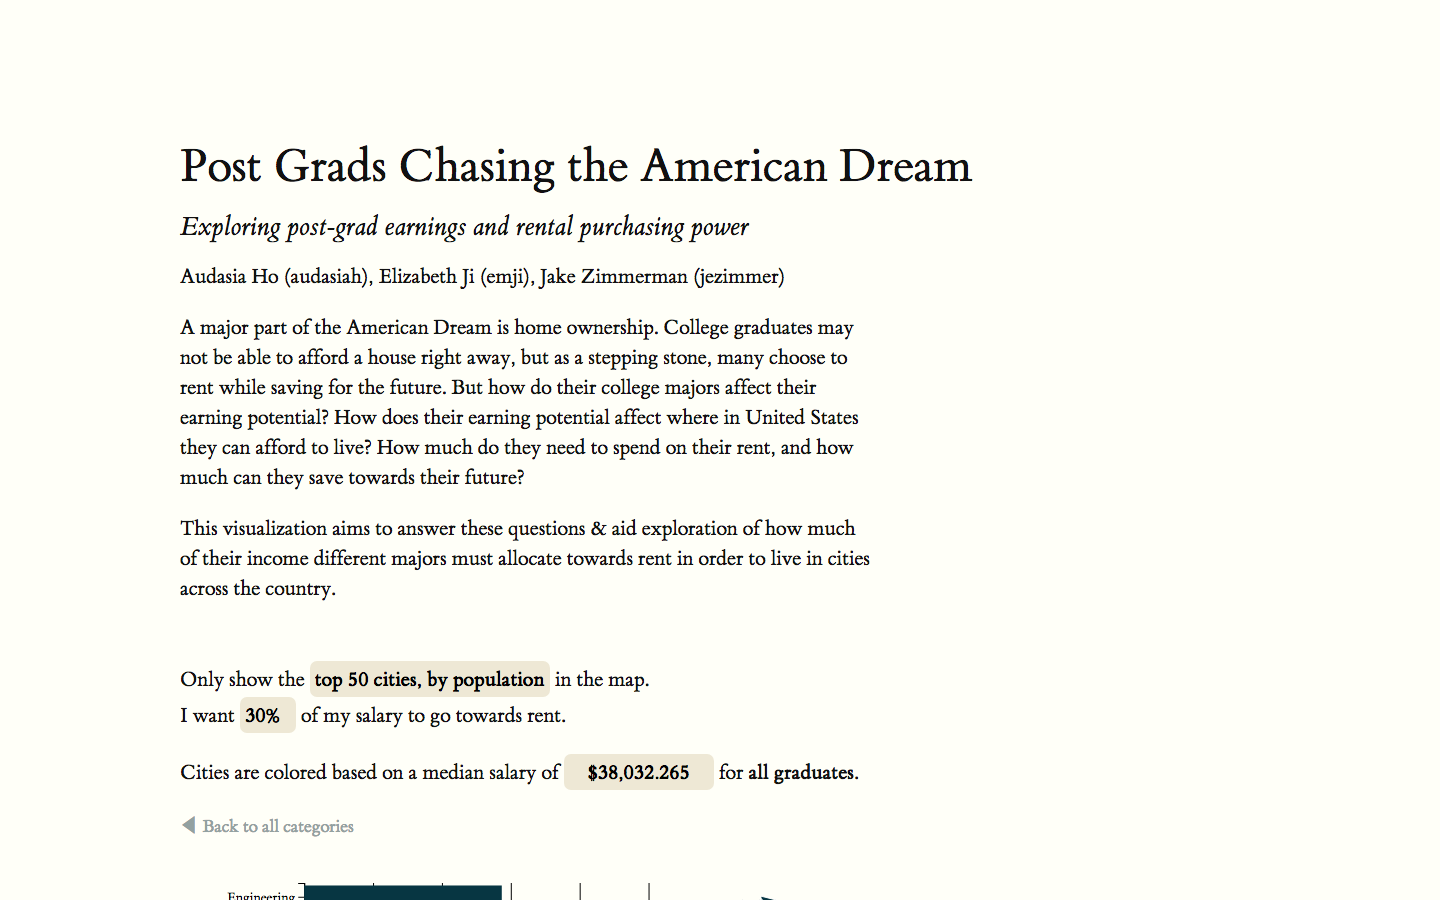 Post Grads Chasing the American Dream
Exploring post-grad earnings and rental purchasing power
Audasia Ho (audasiah), Elizabeth Ji (emji), Jake Zimmerman (jezimmer)
A major part of the American Dream is home ownership. College graduates may
not be able to afford a house right away, but as a stepping stone, many choose to
rent while saving for the future. But how do their college majors affect their
earning potential? How does their earning potential affect where in United States
they can afford to live? How much do they need to spend on their rent, and how
much can they save towards their future?
This visualization aims to answer these questions & aid exploration of how much
of their income different majors must allocate towards rent in order to live in cities
across the country.
Only show the top 50 cities, by population in the map.
I want 30% of my salary to go towards rent.
Cities are colored based on a median salary of $38,032.265 for all graduates.
Back to all categories
Engineering